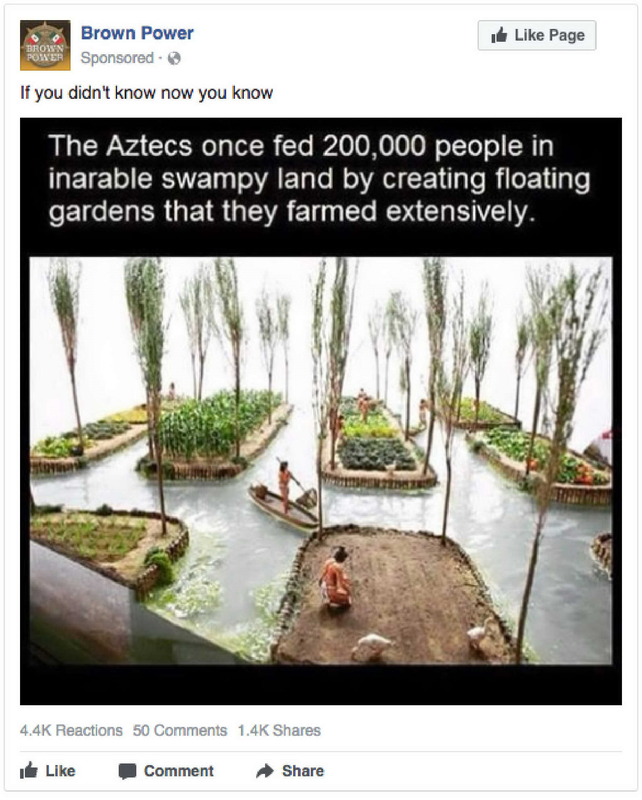 Brown Power
BROWN
POWER
Sponsored ·
Like Page
If you didn't know now you know
The Aztecs once fed 200,000 people in
inarable swampy land by creating floating
gardens that they farmed extensively.
4.4K Reactions 50 Comments 1.4K Shares
Like Comment Share